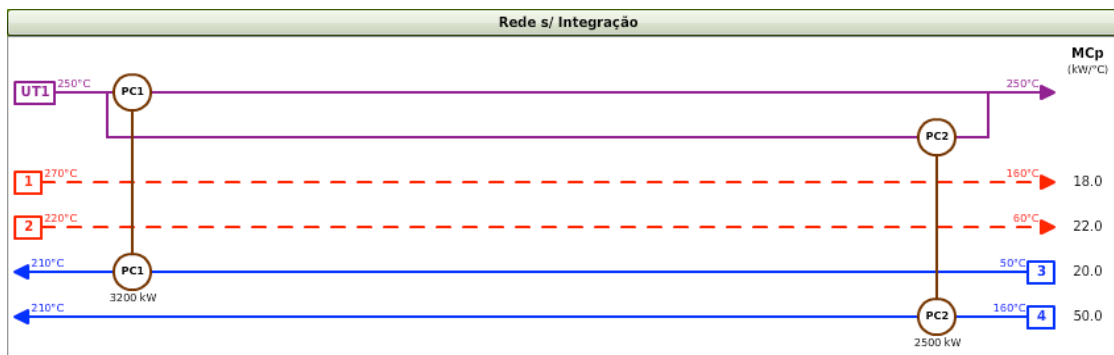 Rede s/ Integração
MCp
(kW/°C)
UT1 250°C PC1 250°C
PC2
1 270°C 160°C 18.0
2 220°C 60°C 22.0
210°C PC1 50°C 3 20.0
3200 kW
210°C PC2 160°C 4 50.0
2500 kW